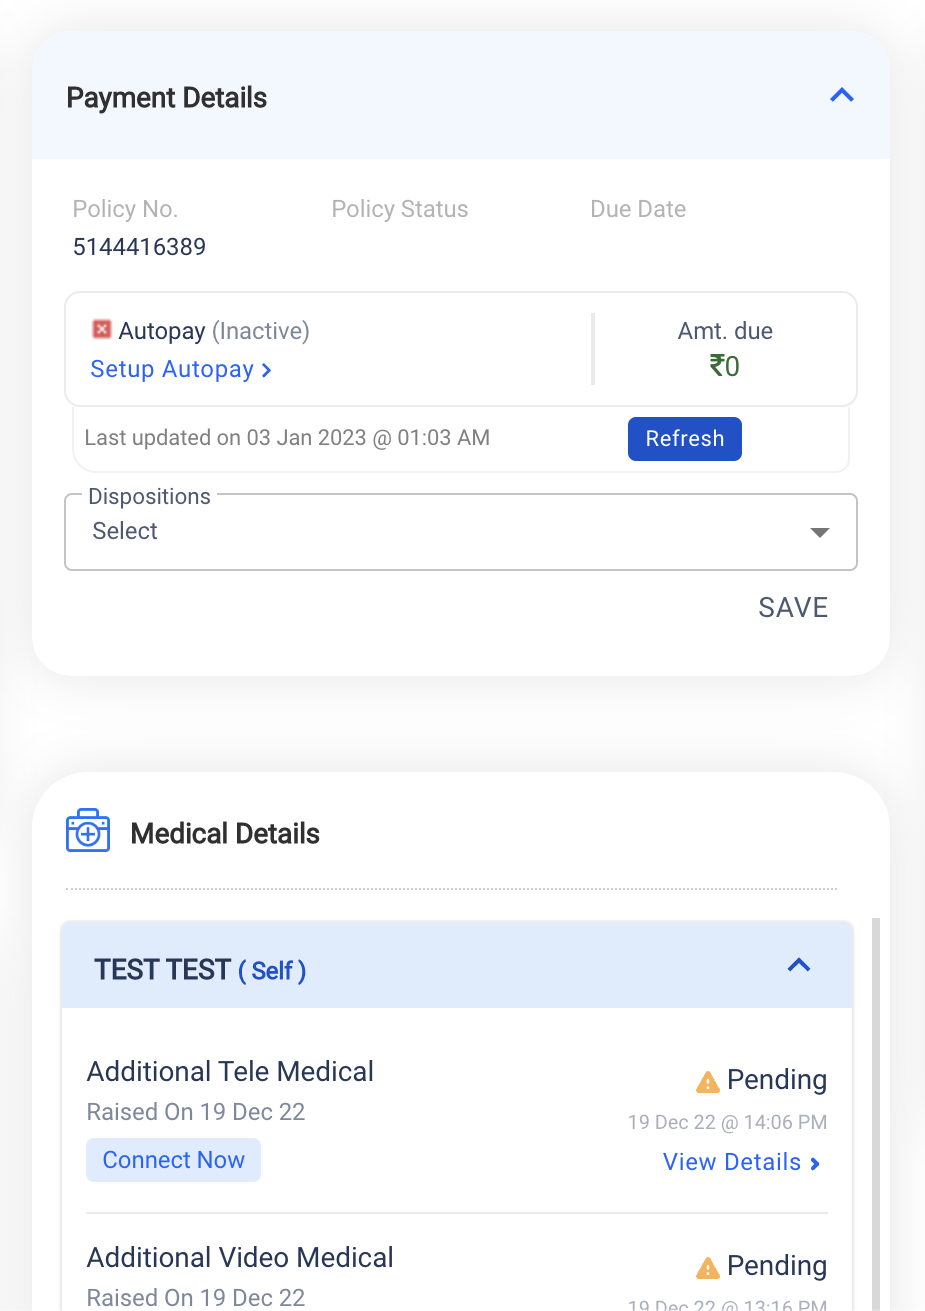 Payment Details
Policy No. Policy Status Due Date
5144416389
Autopay (Inactive)
Setup Autopay
Amt. due
₹0
Last updated on 03 Jan 2023 @ 01:03 AM
Refresh
Dispositions
Select
SAVE
Medical Details
TEST TEST ( Self )
Additional Tele Medical
Raised On 19 Dec 22
Connect Now
Pending
19 Dec 22 @ 14:06 PM
View Details
Additional Video Medical
Raised On 19 Dec 22
Pending
19 Dec 22 @ 13:16 PM